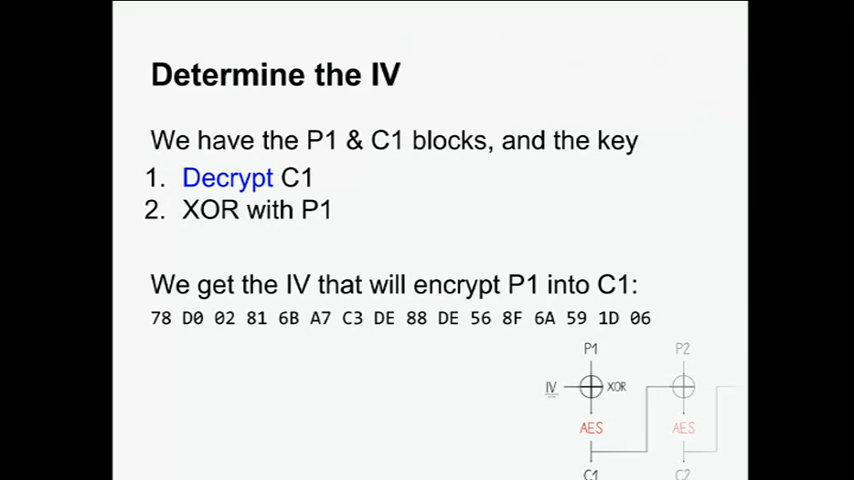 Determine the IV
We have the P1 & C1 blocks, and the key
1. Decrypt C1
2. XOR with P1
We get the IV that will encrypt P1 into C1:
78 D0 02 81 6B A7 C3 DE 88 DE 56 8F 6A 59 1D 06
P1 P2
IV XOR
AES AES
C1 C2